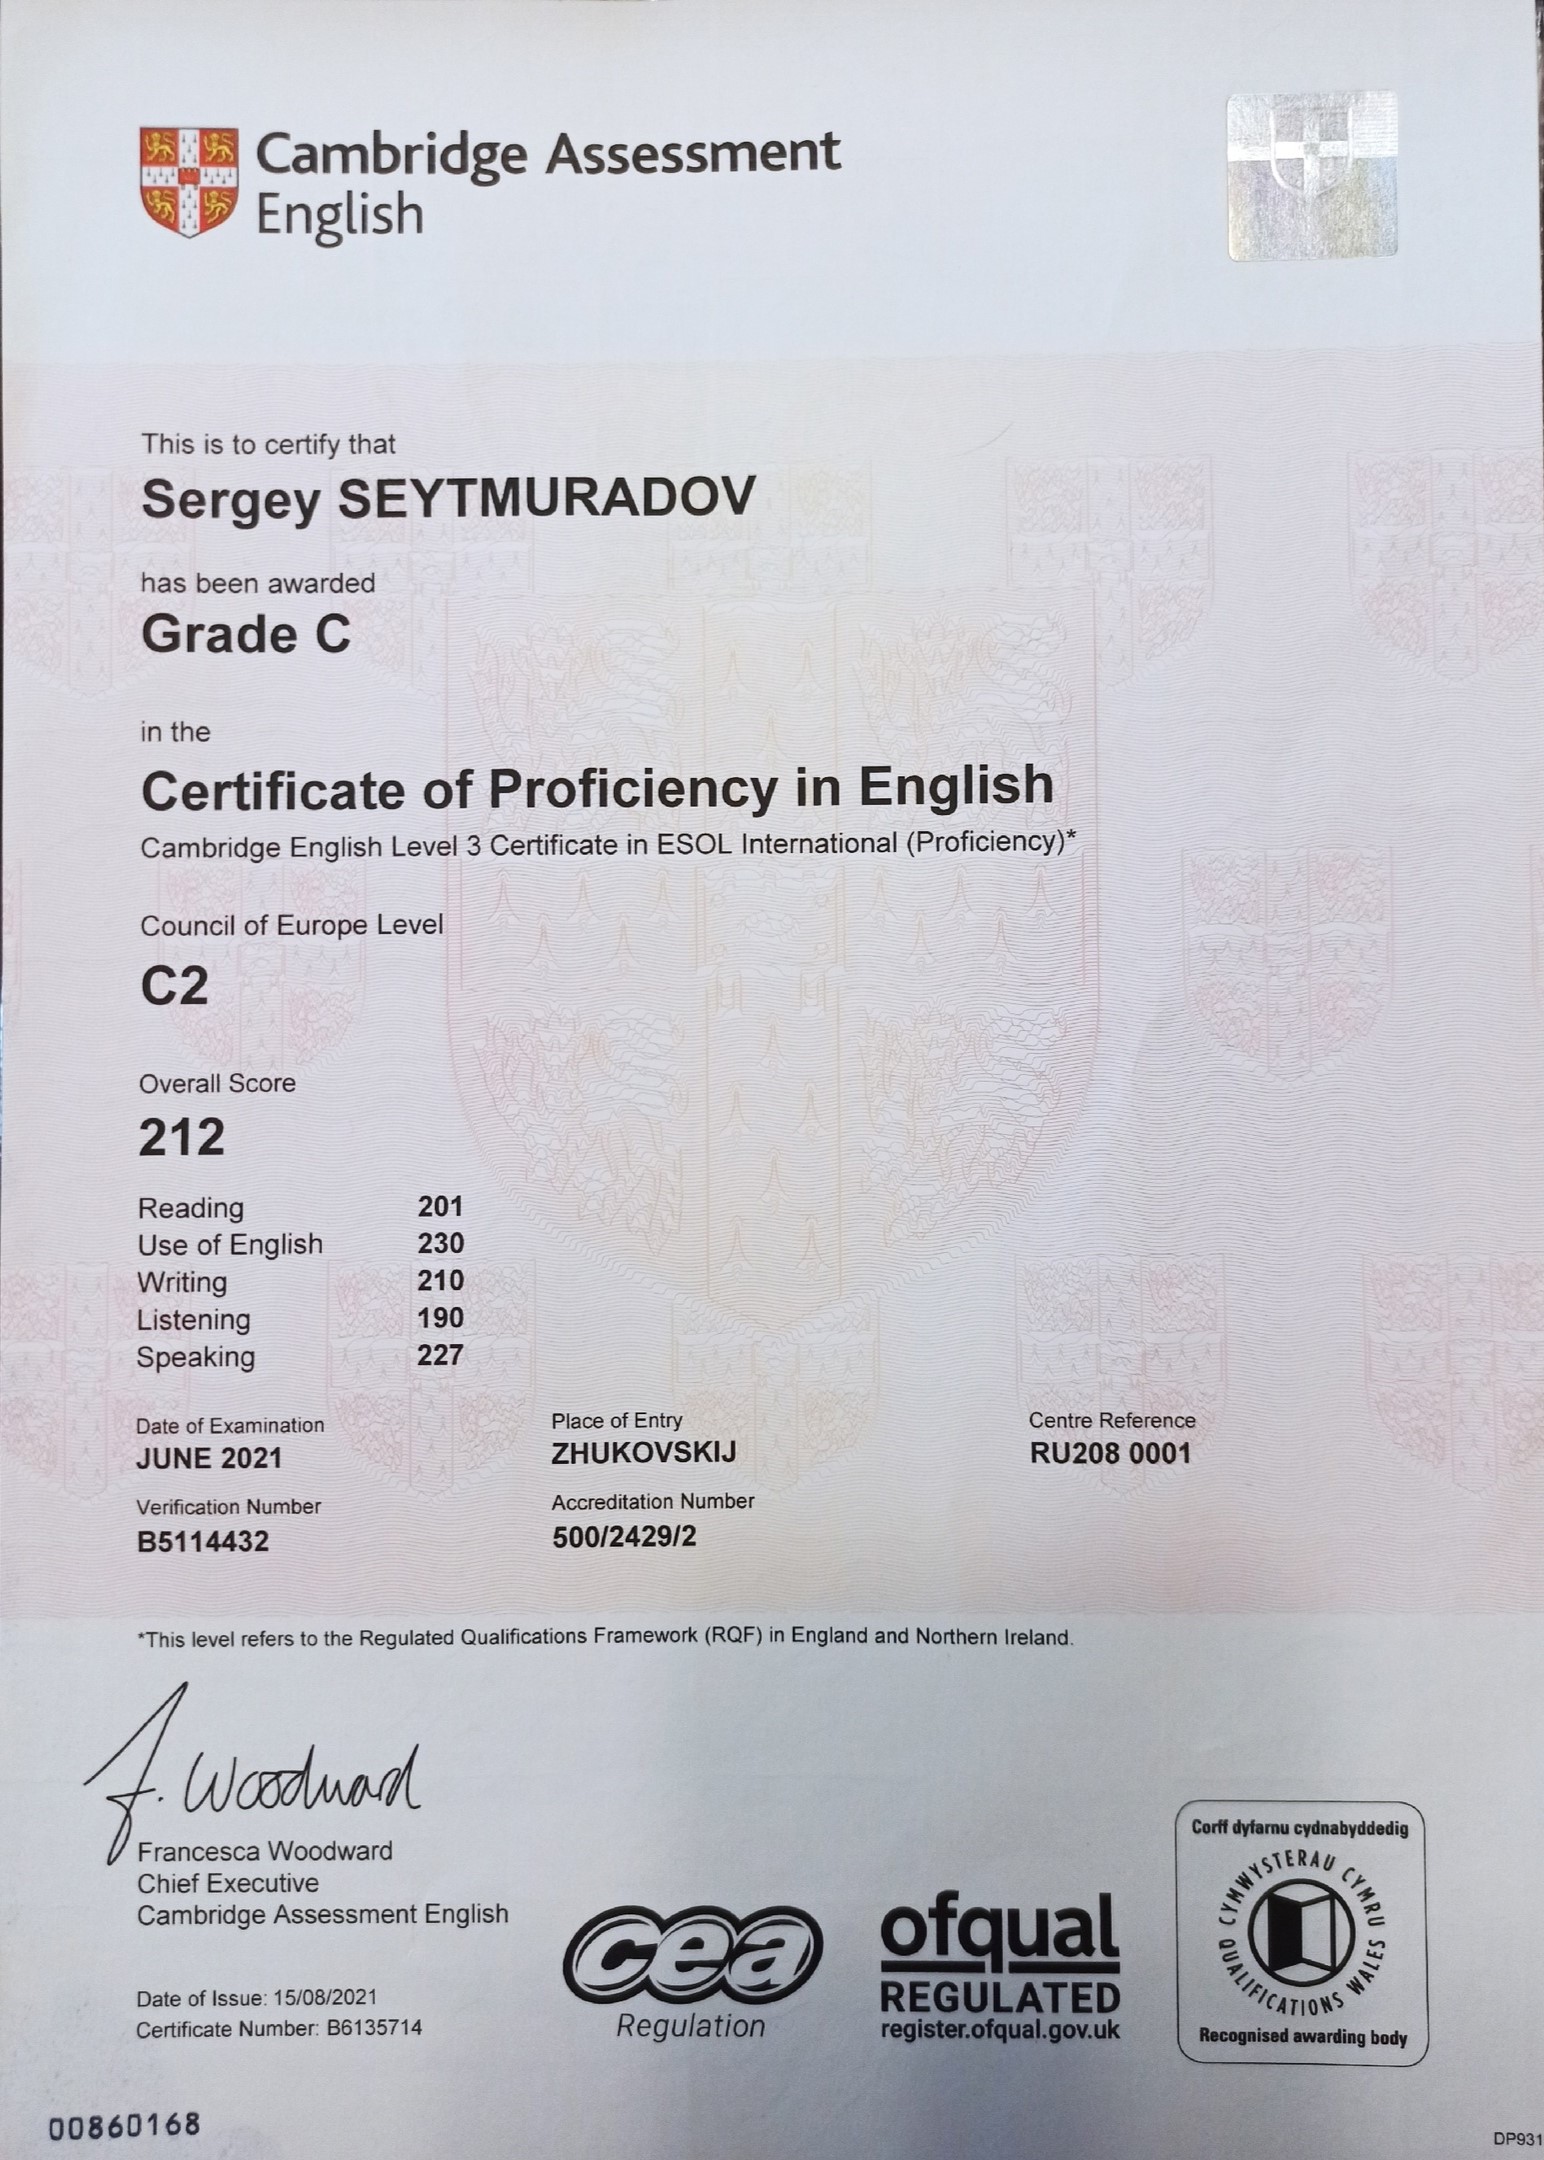 Cambridge Assessment
English
This is to certify that
Sergey SEYTMURADOV
has been awarded
Grade C
in the
Certificate of Proficiency in English
Cambridge English Level 3 Certificate in ESOL International (Proficiency)*
Council of Europe Level
C2
Overall Score
212
Reading 201
Use of English 230
Writing 210
Listening 190
Speaking 227
Date of Examination Place of Entry Centre Reference
JUNE 2021 ZHUKOVSKIJ RU208 0001
Verification Number Accreditation Number
B5114432 500/2429/2
*This level refers to the Regulated Qualifications Framework (RQF) in England and Northern Ireland.
f. Woodward
Francesca Woodward
Chief Executive
Cambridge Assessment English
Date of Issue: 15/08/2021
Certificate Number: B6135714
cea
Regulation
ofqual
REGULATED
register.ofqual.gov.uk
Corff dyfarnu cydnabyddedig
CYMWYSTERAU CYMRU
QUALIFICATIONS WALES
Recognised awarding body
00860168
DP931